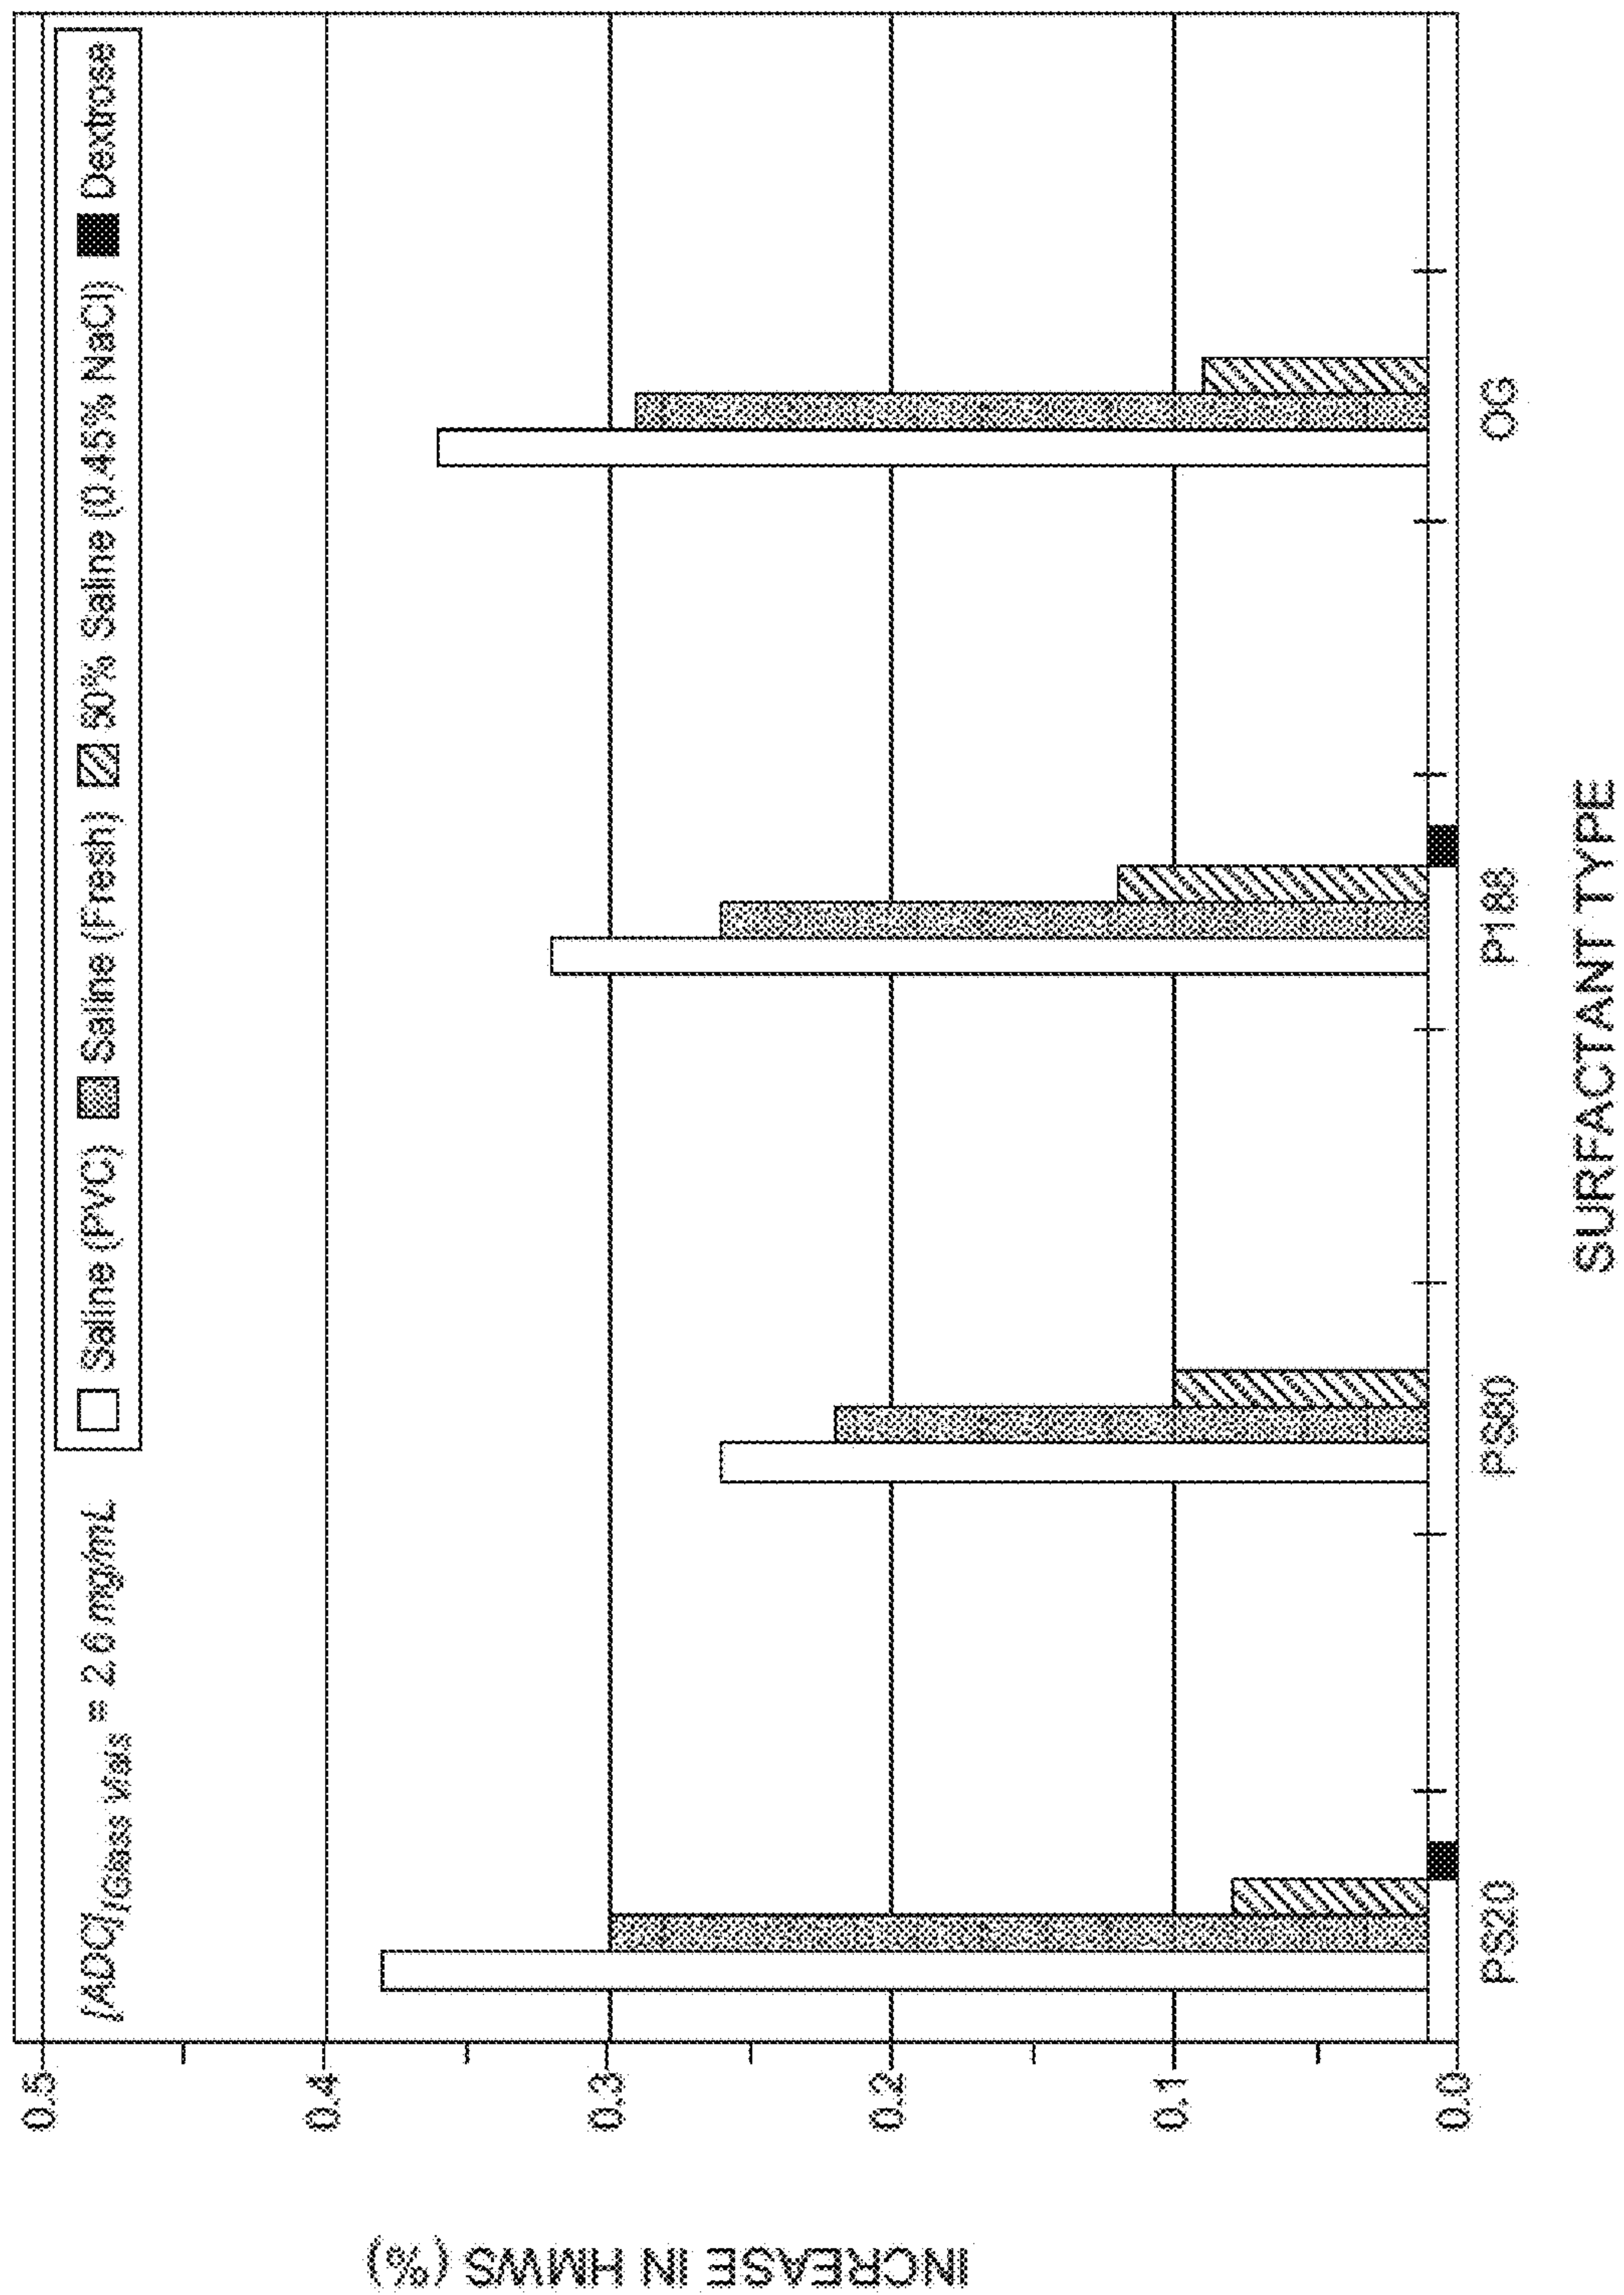 [ADC](Glass Vials) = 2.6 mg/mL
Saline (PVC) Saline (Fresh) 50% Saline (0.45% NaCl) Dextrose
INCREASE IN HMWS (%)
0.5
0.4
0.3
0.2
0.1
0.0
PS20 PS80 P188 OG
SURFACTANT TYPE